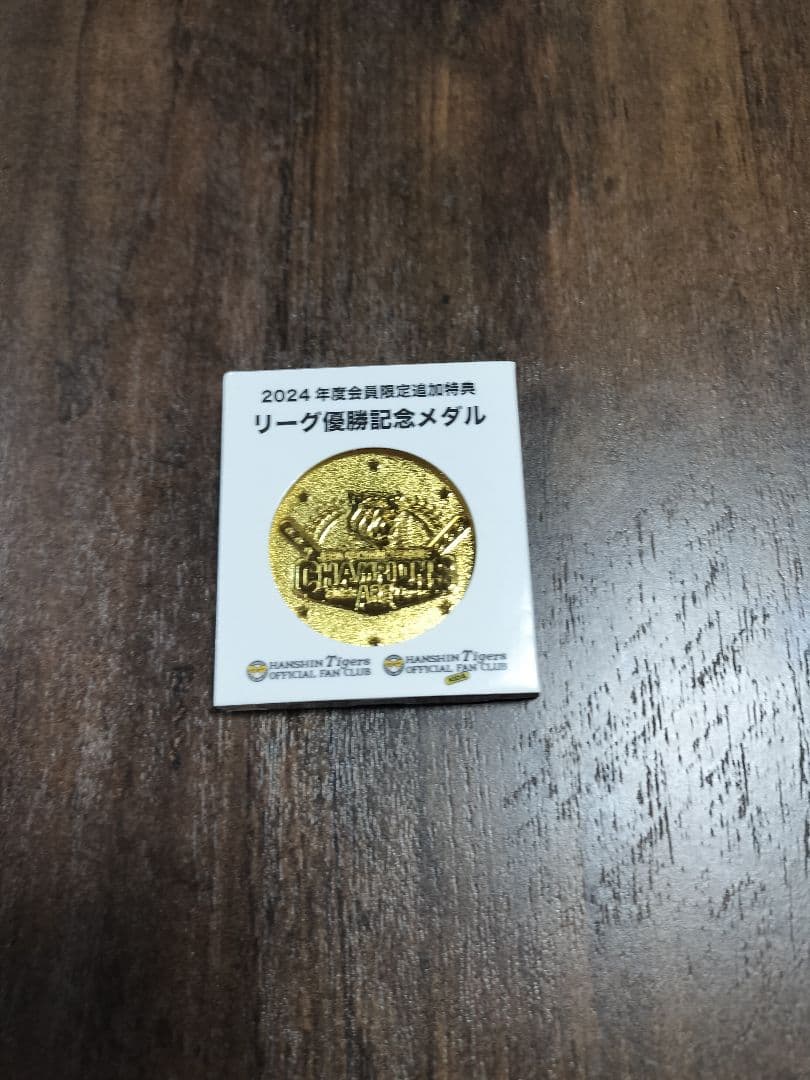 2024年度会員限定追加特典
リーグ優勝記念メダル
CHAMPIONS
HANSHIN Tigers
OFFICIAL FAN CLUB
HANSHIN Tigers
OFFICIAL FAN CLUB
KIDS